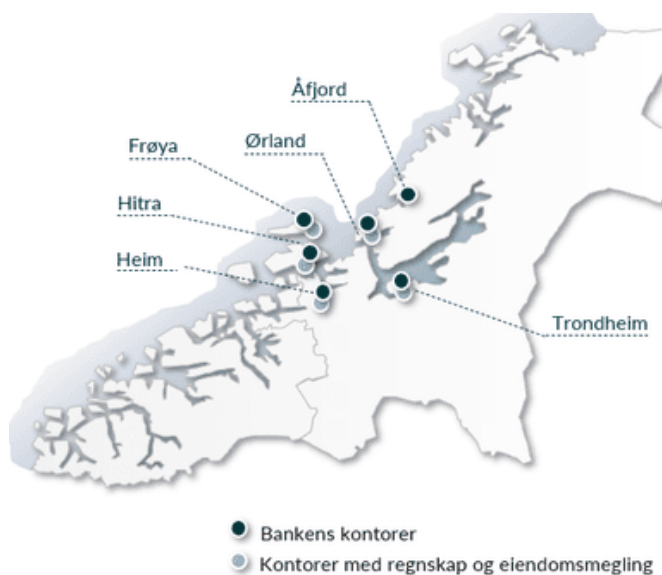 Åfjord
Ørland
Frøya
Hitra
Heim
Trondheim
Bankens kontorer
Kontorer med regnskap og eiendomsmegling